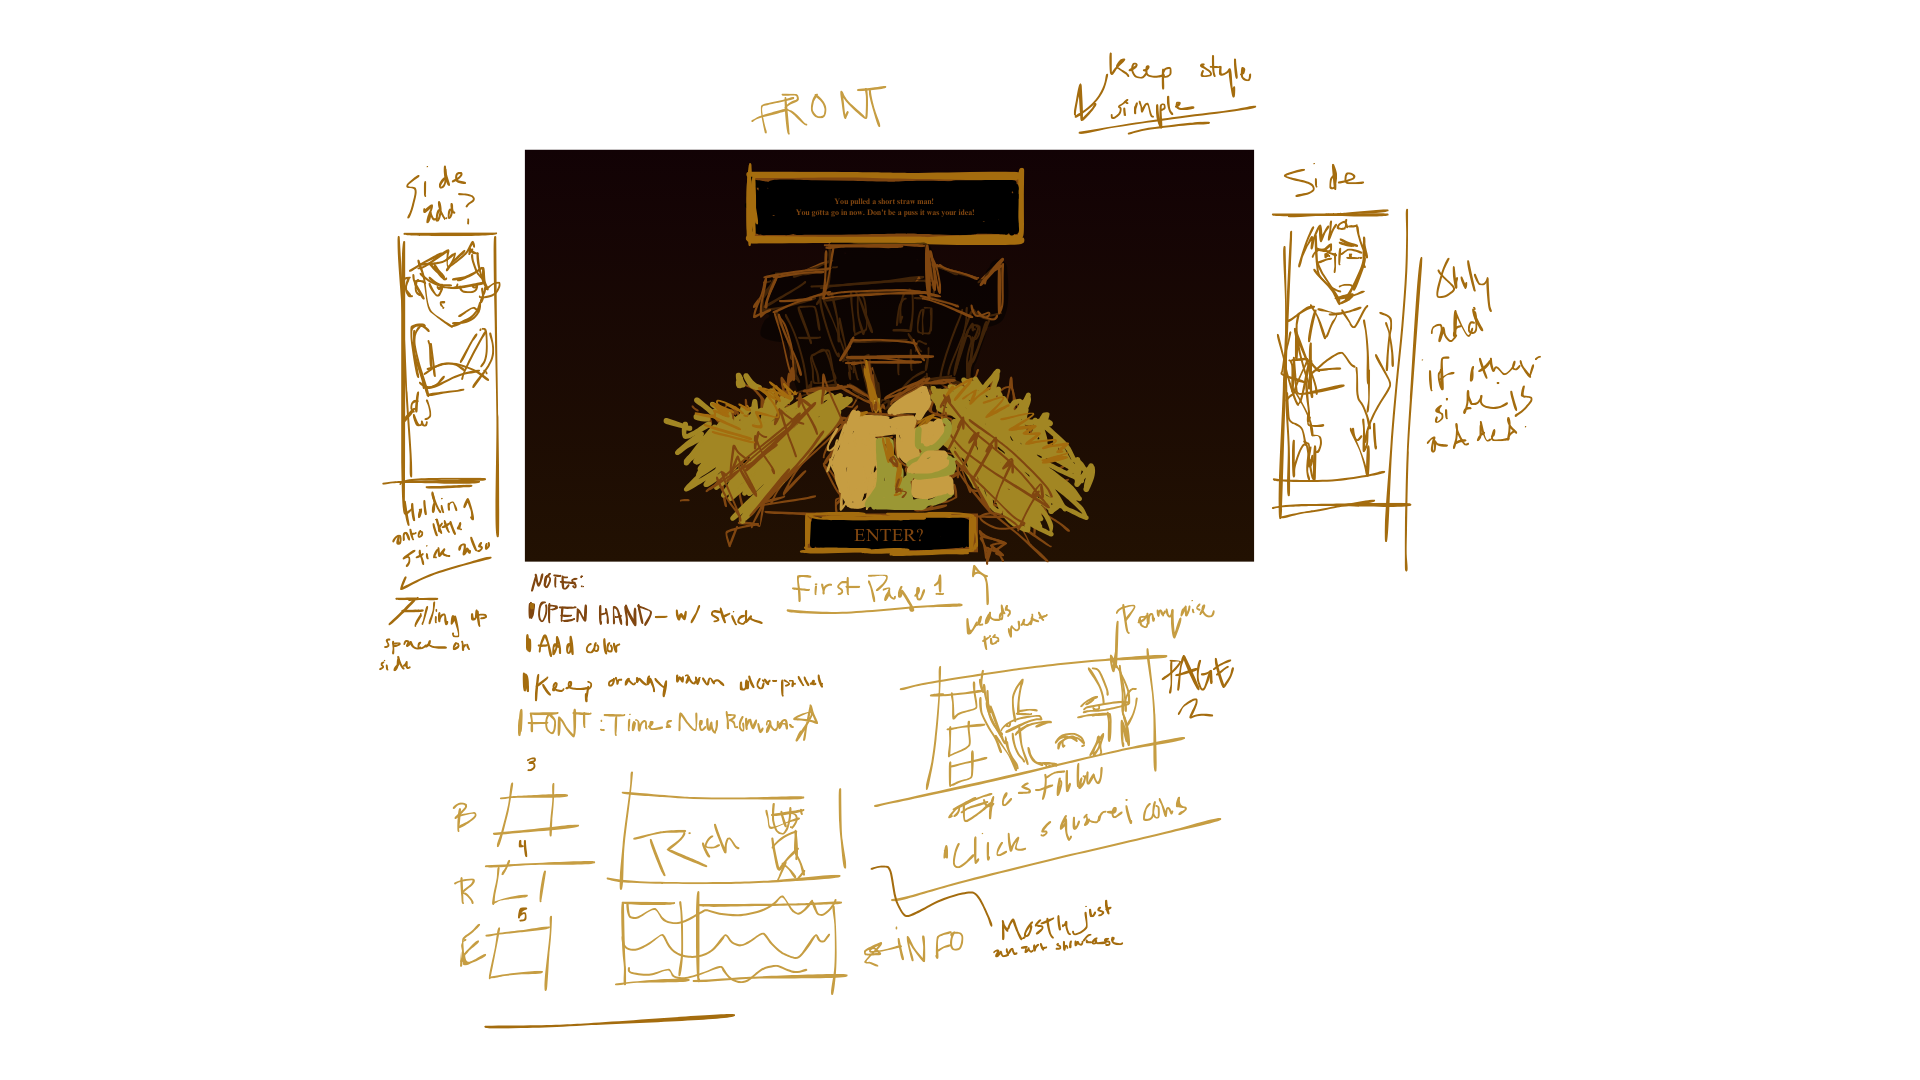 Keep style
simple
FRONT
Side
add?
Side
You pulled a short straw man!
You gotta go in now. Don't be a puss it was your idea!
Only
add
if other
side is
added.
ENTER?
Holding
onto little
stick also
Filling up
space on
side
NOTES:
OPEN HAND - w/ stick
Add color
Keep orangy warm color-pallet
FONT: Times New Roman.
First Page 1
Leads
to next
Pennywise
PAGE
2
Eyes Follow
Click square icons
3
B
4
R
5
E
Rich
INFO
Mostly just
an art showcase